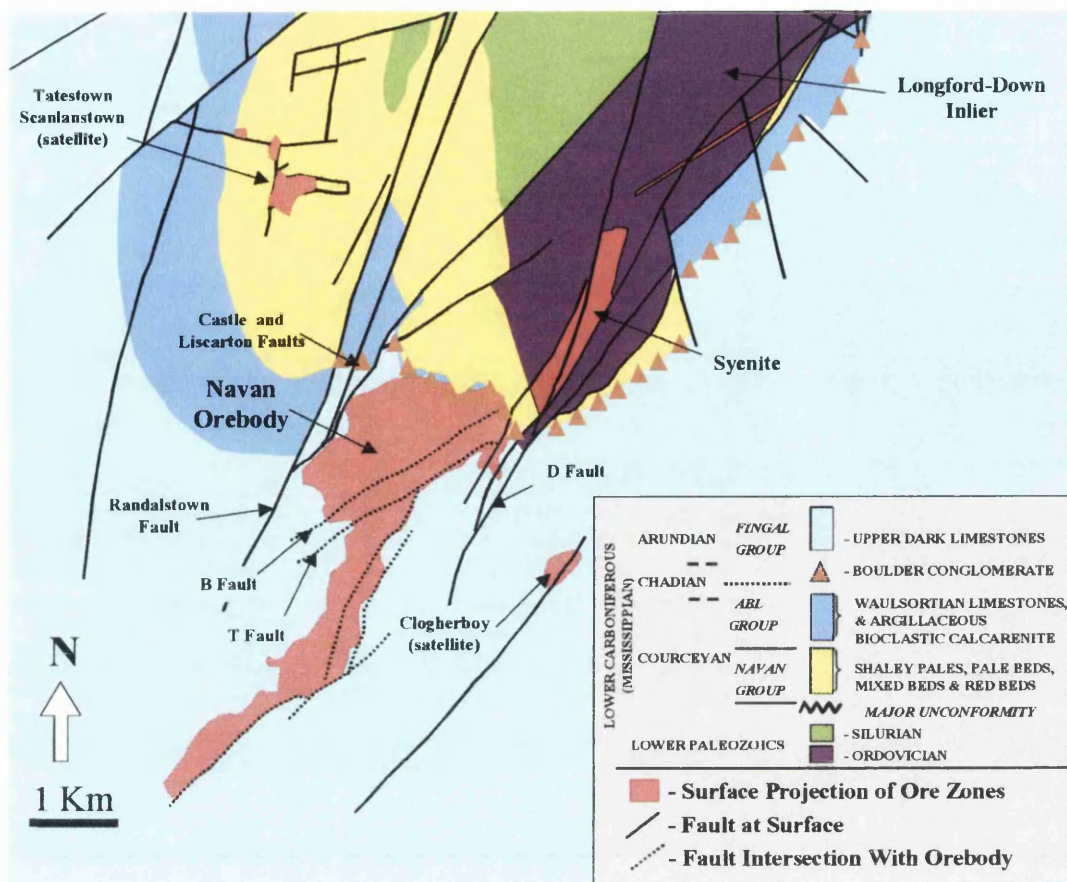 Tatestown
Scanlanstown
(satellite)
Longford-Down
Inlier
Castle and
Liscarton Faults
Syenite
Navan
Orebody
D Fault
Randalstown
Fault
B Fault
T Fault
Clogherboy
(satellite)
N
1 Km
LOWER CARBONIFEROUS
(MISSISSIPPIAN)
ARUNDIAN
FINGAL
GROUP
- UPPER DARK LIMESTONES
- BOULDER CONGLOMERATE
CHADIAN
ABL
GROUP
WAULSORTIAN LIMESTONES,
& ARGILLACEOUS
BIOCLASTIC CALCARENITE
COURCEYAN
NAVAN
GROUP
SHALEY PALES, PALE BEDS,
MIXED BEDS & RED BEDS
MAJOR UNCONFORMITY
LOWER PALEOZOICS
- SILURIAN
- ORDOVICIAN
- Surface Projection of Ore Zones
- Fault at Surface
- Fault Intersection With Orebody